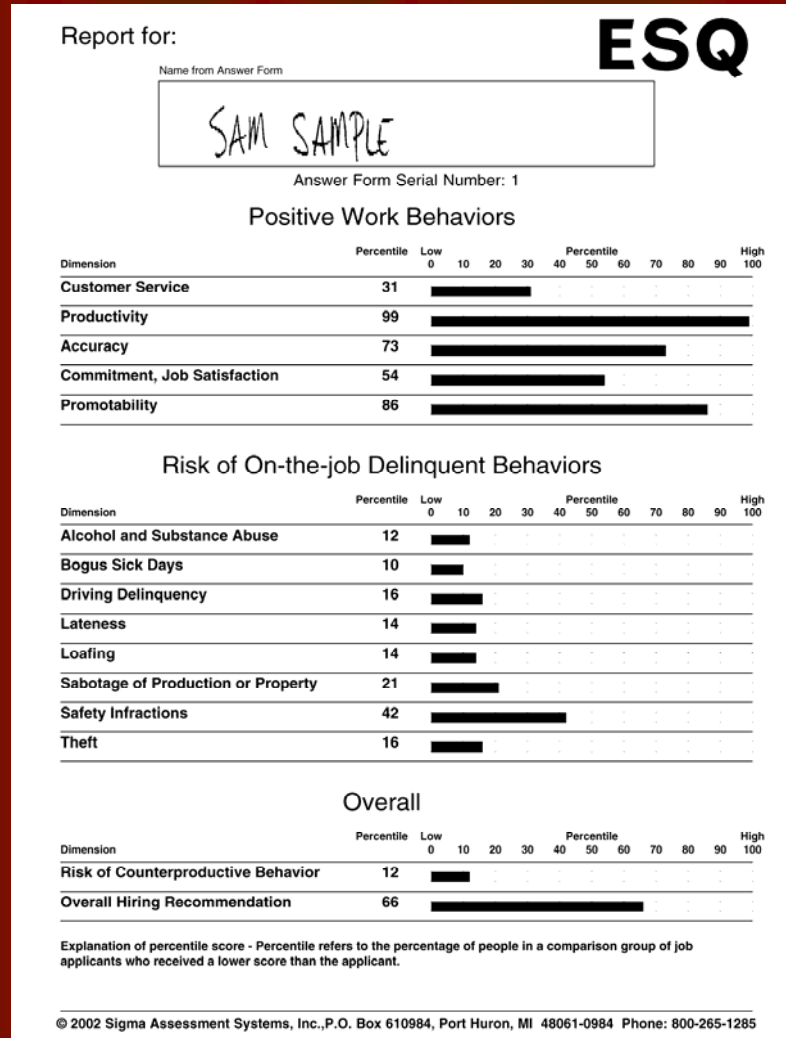 Report for:
ESQ
Name from Answer Form
SAM SAMPLE
Answer Form Serial Number: 1
Positive Work Behaviors
Percentile Low Percentile High
Dimension 0 10 20 30 40 50 60 70 80 90 100
Customer Service 31
Productivity 99
Accuracy 73
Commitment, Job Satisfaction 54
Promotability 86
Risk of On-the-job Delinquent Behaviors
Percentile Low Percentile High
Dimension 0 10 20 30 40 50 60 70 80 90 100
Alcohol and Substance Abuse 12
Bogus Sick Days 10
Driving Delinquency 16
Lateness 14
Loafing 14
Sabotage of Production or Property 21
Safety Infractions 42
Theft 16
Overall
Percentile Low Percentile High
Dimension 0 10 20 30 40 50 60 70 80 90 100
Risk of Counterproductive Behavior 12
Overall Hiring Recommendation 66
Explanation of percentile score - Percentile refers to the percentage of people in a comparison group of job
applicants who received a lower score than the applicant.
© 2002 Sigma Assessment Systems, Inc.,P.O. Box 610984, Port Huron, MI 48061-0984 Phone: 800-265-1285